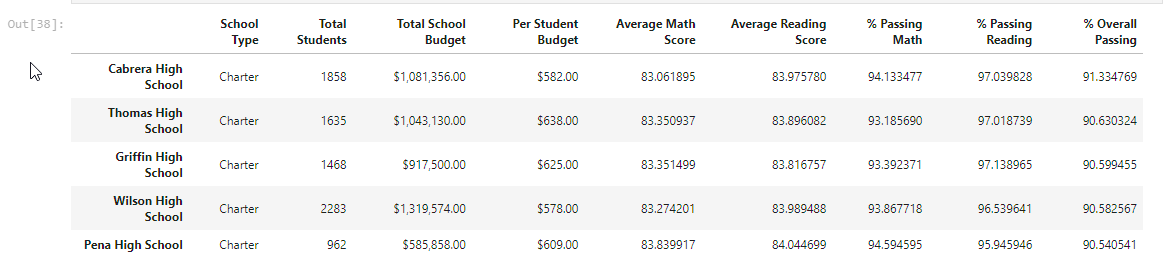 Out[38]:
School Type Total Students Total School Budget Per Student Budget Average Math Score Average Reading Score % Passing Math % Passing Reading % Overall Passing
Cabrera High School Charter 1858 $1,081,356.00 $582.00 83.061895 83.975780 94.133477 97.039828 91.334769
Thomas High School Charter 1635 $1,043,130.00 $638.00 83.350937 83.896082 93.185690 97.018739 90.630324
Griffin High School Charter 1468 $917,500.00 $625.00 83.351499 83.816757 93.392371 97.138965 90.599455
Wilson High School Charter 2283 $1,319,574.00 $578.00 83.274201 83.989488 93.867718 96.539641 90.582567
Pena High School Charter 962 $585,858.00 $609.00 83.839917 84.044699 94.594595 95.945946 90.540541